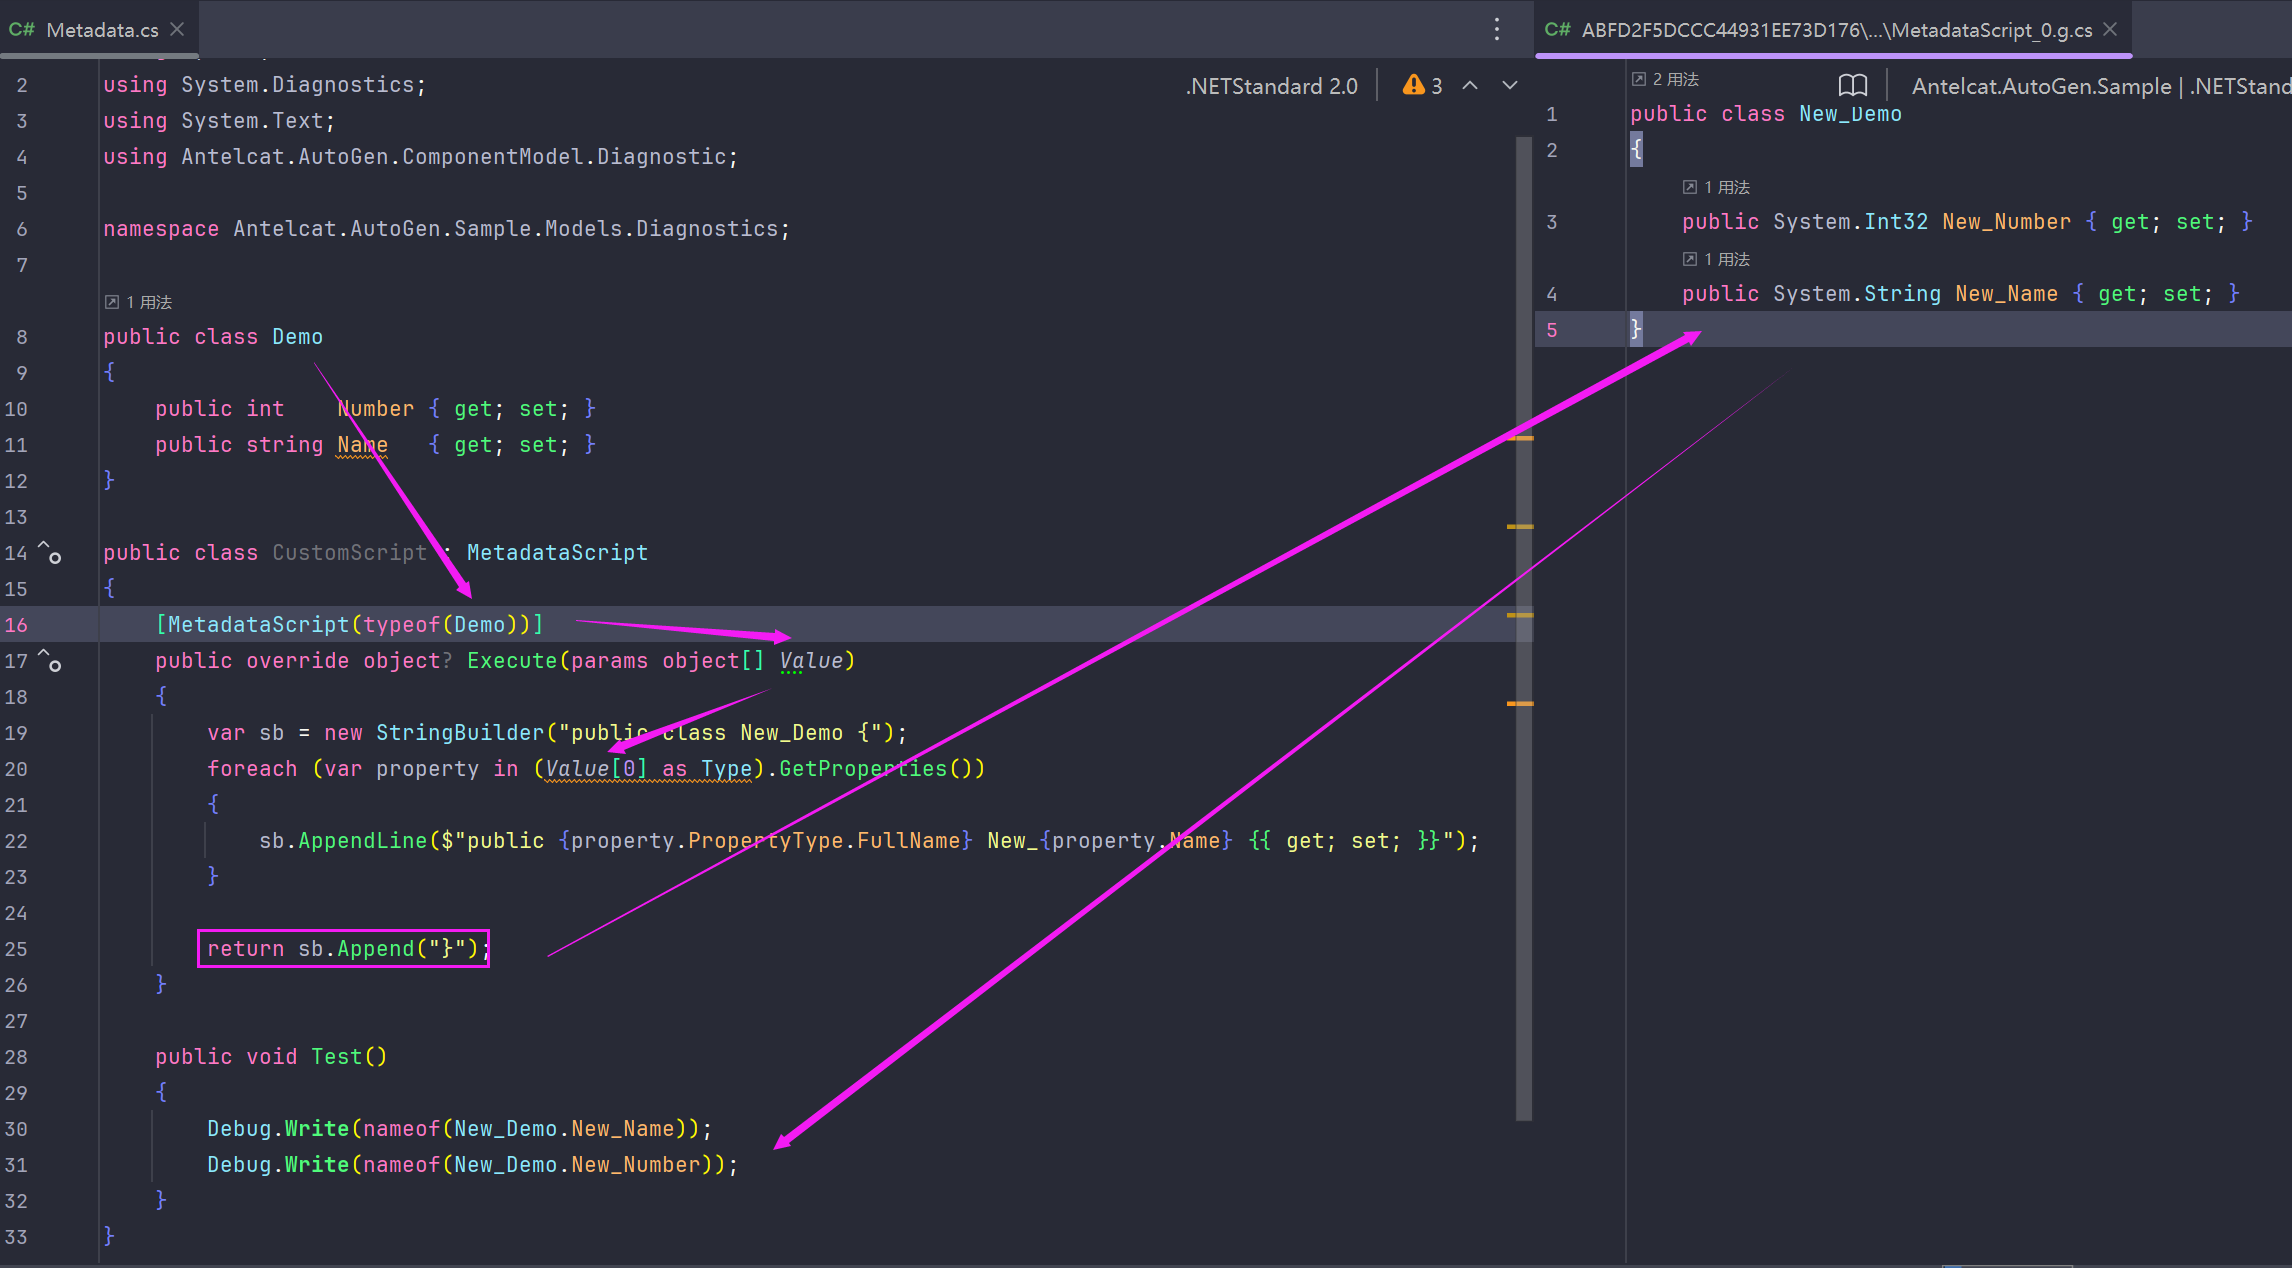 C# Metadata.cs
.NETStandard 2.0
3
2 using System.Diagnostics;
3 using System.Text;
4 using Antelcat.AutoGen.ComponentModel.Diagnostic;
5
6 namespace Antelcat.AutoGen.Sample.Models.Diagnostics;
7
1 用法
8 public class Demo
9 {
10 public int    Number { get; set; }
11 public string Name   { get; set; }
12 }
13
14 public class CustomScript : MetadataScript
15 {
16 [MetadataScript(typeof(Demo))]
17 public override object? Execute(params object[] Value)
18 {
19 var sb = new StringBuilder("public class New_Demo {");
20 foreach (var property in (Value[0] as Type).GetProperties())
21 {
22 sb.AppendLine($"public {property.PropertyType.FullName} New_{property.Name} {{ get; set; }}");
23 }
24
25 return sb.Append("}");
26 }
27
28 public void Test()
29 {
30 Debug.Write(nameof(New_Demo.New_Name));
31 Debug.Write(nameof(New_Demo.New_Number));
32 }
33 }
C# ABFD2F5DCCC44931EE73D176\...\MetadataScript_0.g.cs
2 用法
Antelcat.AutoGen.Sample | .NETStand
1 public class New_Demo
2 {
1 用法
3 public System.Int32 New_Number { get; set; }
1 用法
4 public System.String New_Name { get; set; }
5 }